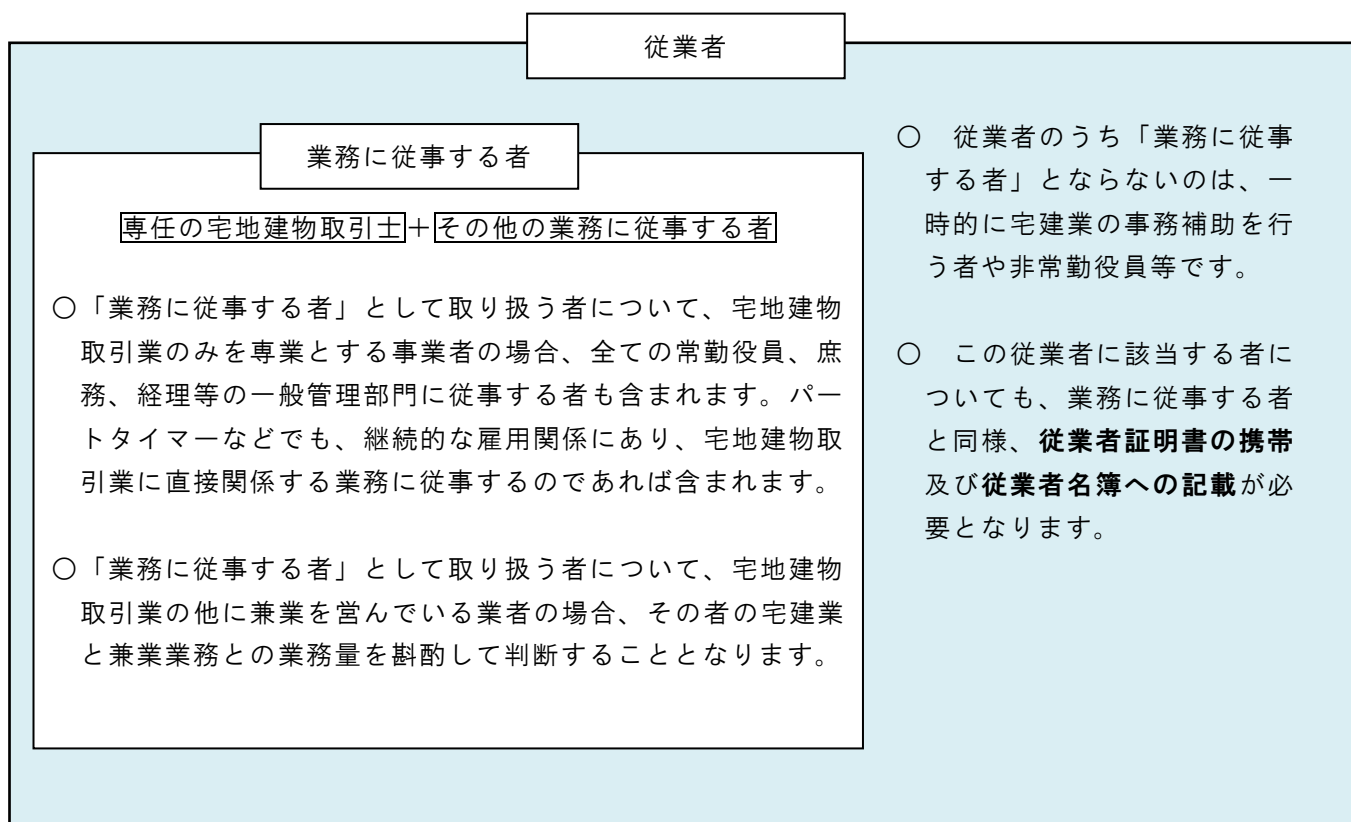 従業者
業務に従事する者
専任の宅地建物取引士＋その他の業務に従事する者
○「業務に従事する者」として取り扱う者について、宅地建物
取引業のみを専業とする事業者の場合、全ての常勤役員、庶
務、経理等の一般管理部門に従事する者も含まれます。パー
トタイマーなどでも、継続的な雇用関係にあり、宅地建物取
引業に直接関係する業務に従事するのであれば含まれます。
○「業務に従事する者」として取り扱う者について、宅地建物
取引業の他に兼業を営んでいる業者の場合、その者の宅建業
と兼業業務との業務量を斟酌して判断することとなります。
○　従業者のうち「業務に従事
する者」とならないのは、一
時的に宅建業の事務補助を行
う者や非常勤役員等です。
○　この従業者に該当する者に
ついても、業務に従事する者
と同様、従業者証明書の携帯
及び従業者名簿への記載が必
要となります。